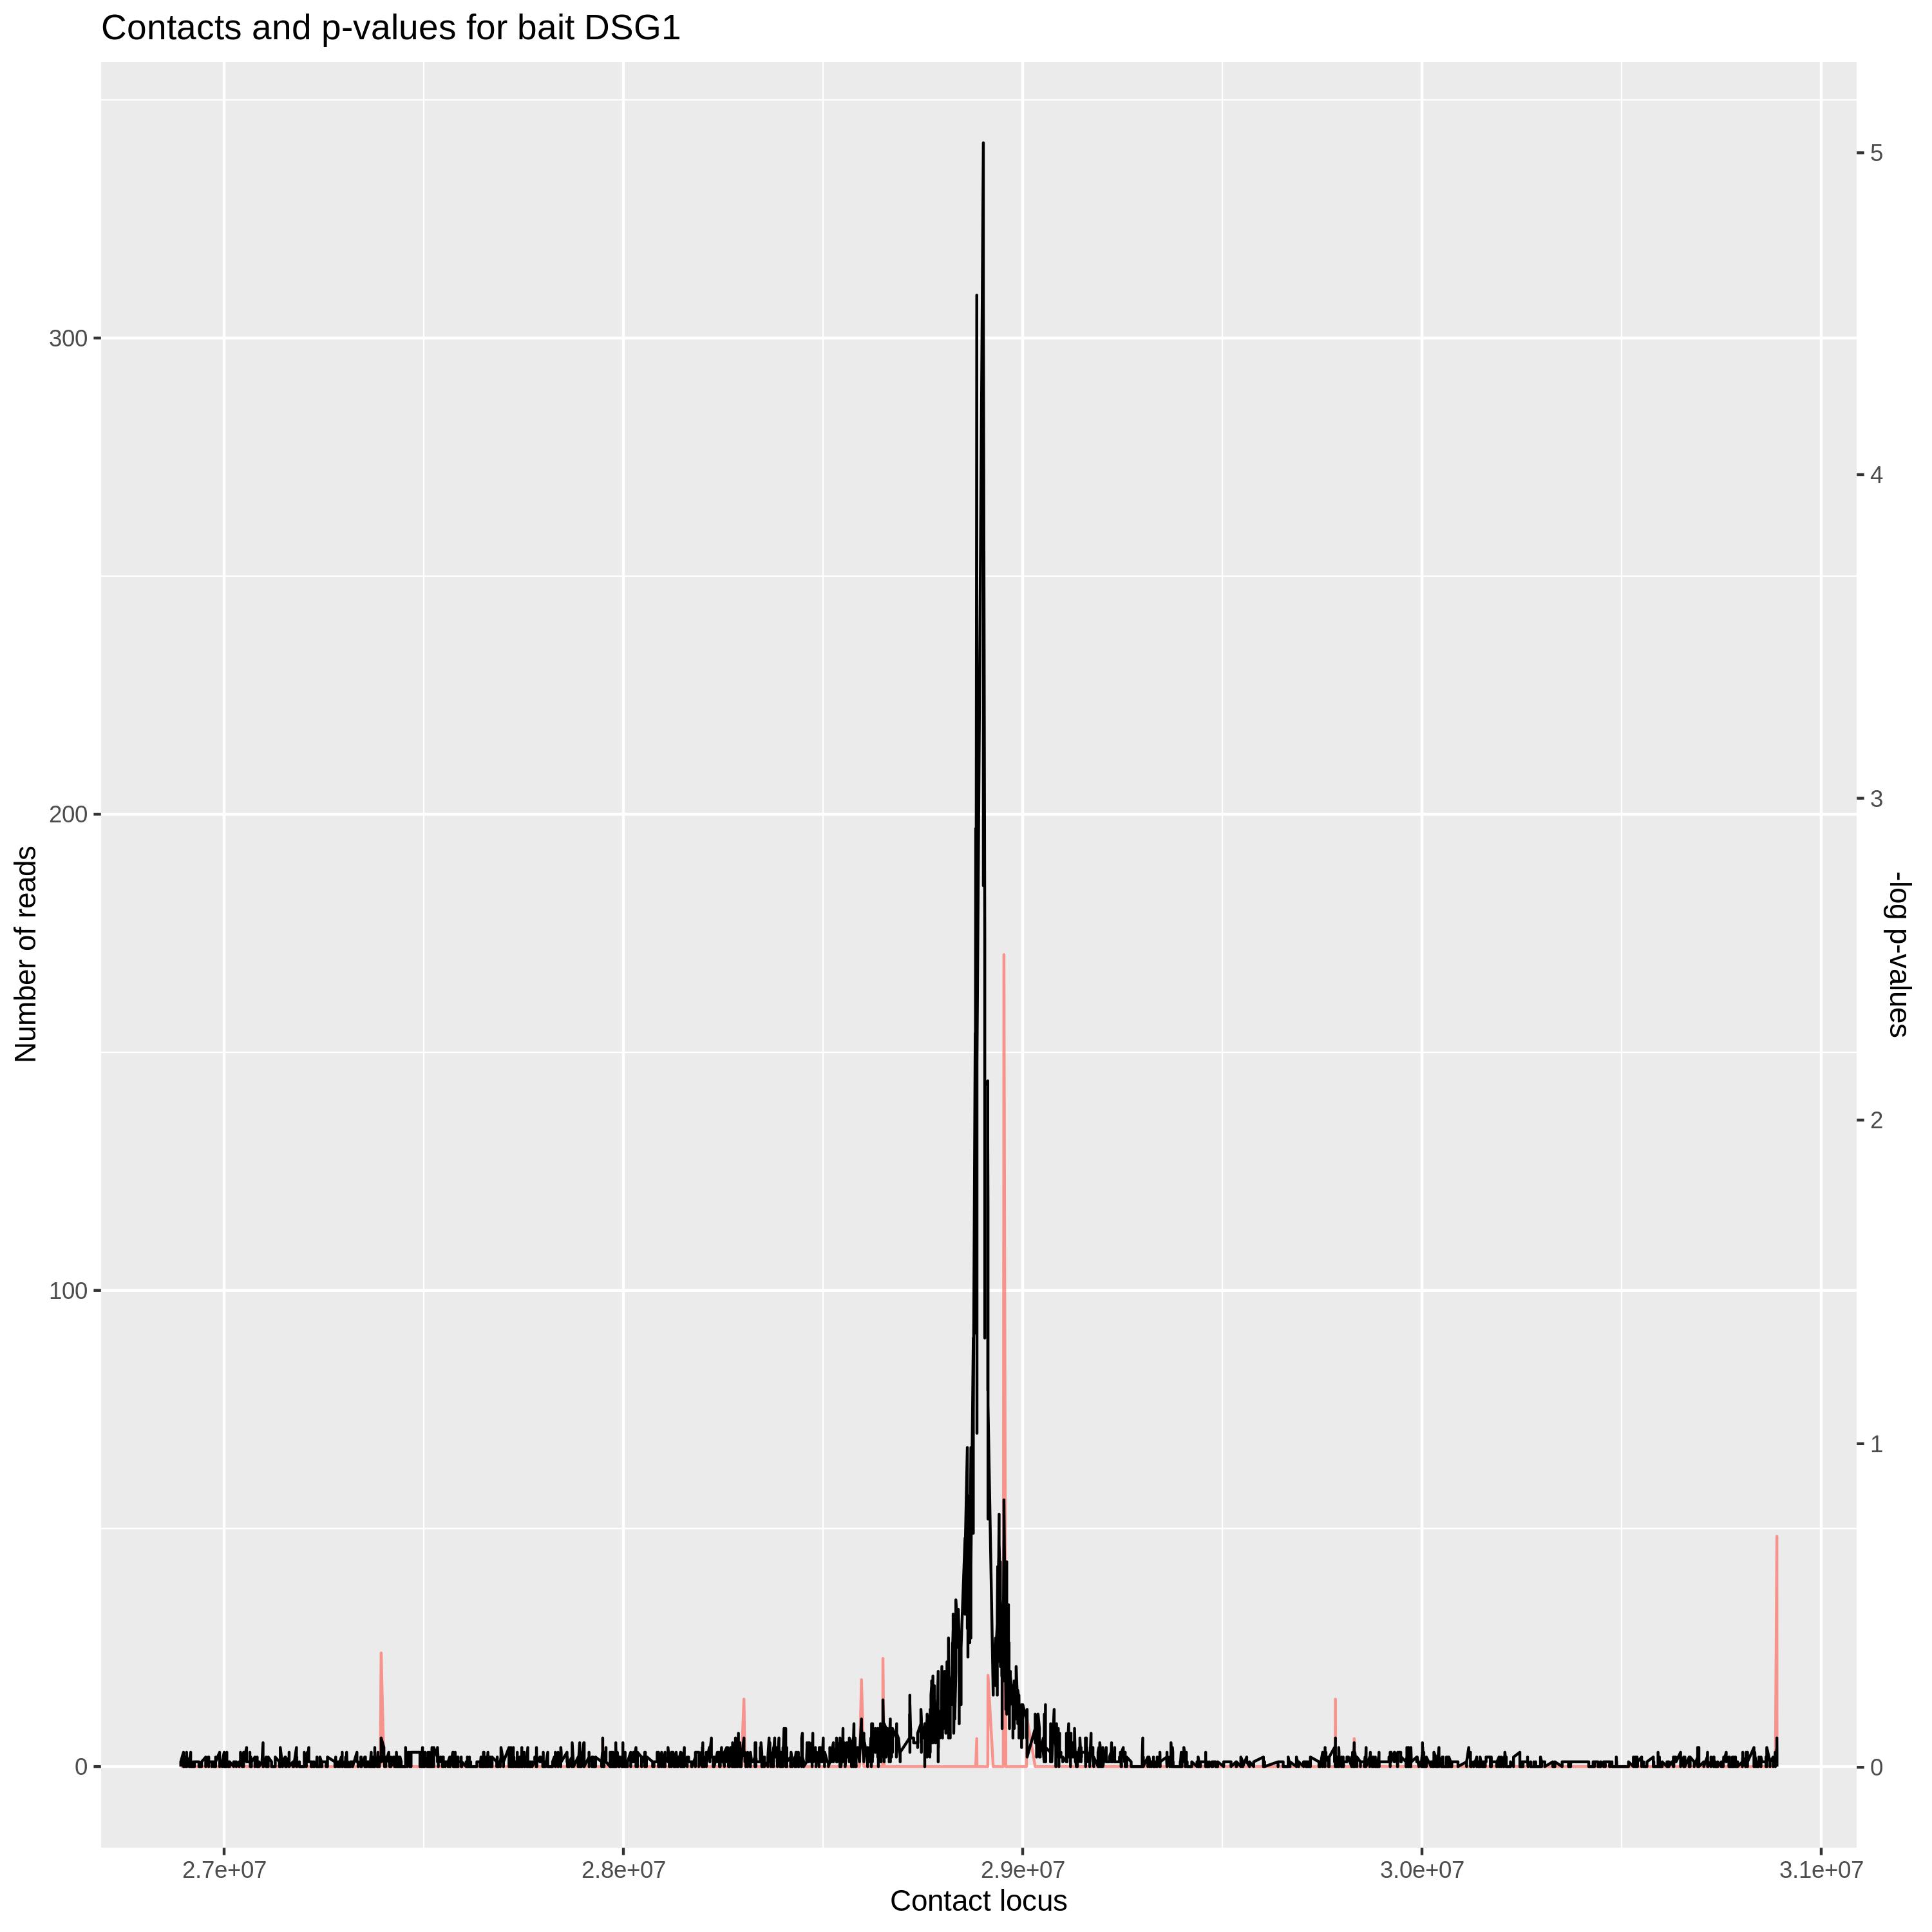 Contacts and p-values for bait DSG1
Number of reads
300
200
100
0
5
4
3
2
1
0
-log p-values
2.7e+07 2.8e+07 2.9e+07 3.0e+07 3.1e+07
Contact locus